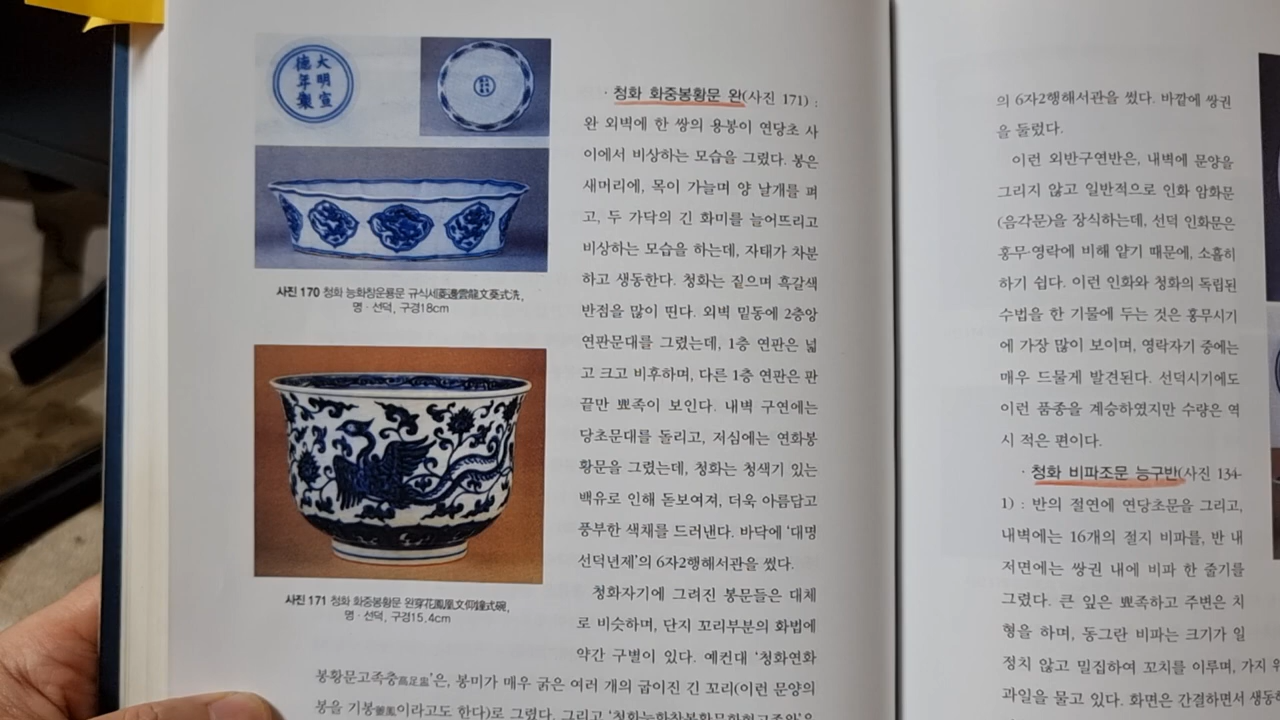 大明宣
德年製
사진 170 청화 능화창운룡문 규식세菱邊雲龍文葵式洗,
명 · 선덕, 구경18cm
사진 171 청화 화중봉황문 완穿花鳳凰文仰鐘式碗,
명 · 선덕, 구경15.4cm
· 청화 화중봉황문 완(사진 171) :
완 외벽에 한 쌍의 용봉이 연당초 사
이에서 비상하는 모습을 그렸다. 봉은
새머리에, 목이 가늘며 양 날개를 펴
고, 두 가닥의 긴 화미를 늘어뜨리고
비상하는 모습을 하는데, 자태가 차분
하고 생동한다. 청화는 짙으며 흑갈색
반점을 많이 띤다. 외벽 밑동에 2층앙
연판문대를 그렸는데, 1층 연판은 넓
고 크고 비후하며, 다른 1층 연판은 판
끝만 뾰족이 보인다. 내벽 구연에는
당초문대를 돌리고, 저심에는 연화봉
황문을 그렸는데, 청화는 청색기 있는
백유로 인해 돋보여져, 더욱 아름답고
풍부한 색채를 드러낸다. 바닥에 '대명
선덕년제'의 6자2행해서관을 썼다.
청화자기에 그려진 봉문들은 대체
로 비슷하며, 단지 꼬리부분의 화법에
약간 구별이 있다. 예컨대 '청화연화
봉황문고족충高足盅'은, 봉미가 매우 굵은 여러 개의 굽이진 긴 꼬리(이런 문양의
봉을 기봉夔鳳이라고도 한다)로 그렸다. 그리고
의 6자2행해서관을 썼다. 바깥에 쌍권
을 둘렀다.
이런 외반구연반은, 내벽에 문양을
그리지 않고 일반적으로 인화 암화문
(음각문)을 장식하는데, 선덕 인화문은
홍무·영락에 비해 얕기 때문에, 소홀히
하기 쉽다. 이런 인화와 청화의 독립된
수법을 한 기물에 두는 것은 홍무시기
에 가장 많이 보이며, 영락자기 중에는
매우 드물게 발견된다. 선덕시기에도
이런 품종을 계승하였지만 수량은 역
시 적은 편이다.
· 청화 비파조문 능구반(사진 134-
1) : 반의 절연에 연당초문을 그리고,
내벽에는 16개의 절지 비파를, 반 내
저면에는 쌍권 내에 비파 한 줄기를
그렸다. 큰 잎은 뾰족하고 주변은 치
형을 하며, 동그란 비파는 크기가 일
정치 않고 밀집하여 꼬치를 이루며, 가지
과일을 물고 있다. 화면은 간결하면서